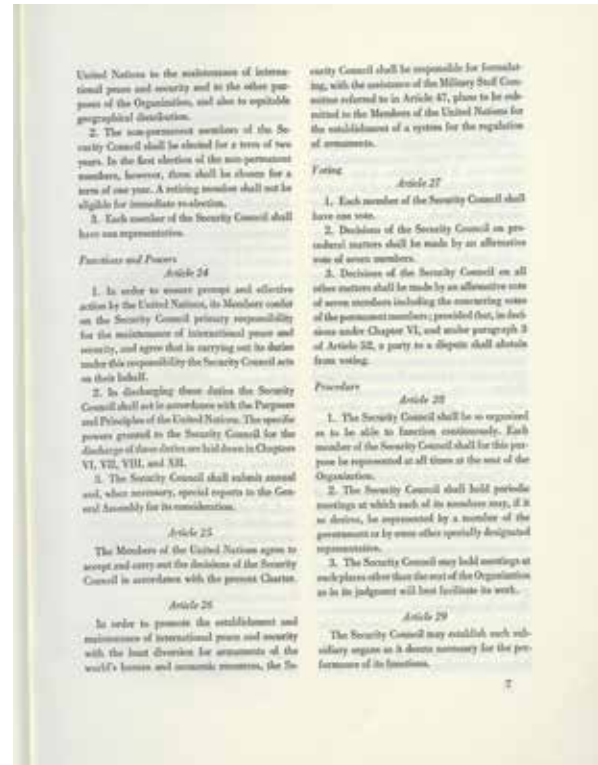 United Nations to the maintenance of interna-
tional peace and security and to the other pur-
poses of the Organization, and also to equitable
geographical distribution.
2. The non-permanent members of the Se-
curity Council shall be elected for a term of two
years. In the first election of the non-permanent
members, however, three shall be chosen for a
term of one year. A retiring member shall not be
eligible for immediate re-election.
3. Each member of the Security Council shall
have one representative.
Functions and Powers
Article 24
1. In order to ensure prompt and effective
action by the United Nations, its Members confer
on the Security Council primary responsibility
for the maintenance of international peace and
security, and agree that in carrying out its duties
under this responsibility the Security Council acts
on their behalf.
2. In discharging these duties the Security
Council shall act in accordance with the Purposes
and Principles of the United Nations. The specific
powers granted to the Security Council for the
discharge of these duties are laid down in Chapters
VI, VII, VIII, and XII.
3. The Security Council shall submit annual
and, when necessary, special reports to the Gen-
eral Assembly for its consideration.
Article 25
The Members of the United Nations agree to
accept and carry out the decisions of the Security
Council in accordance with the present Charter.
Article 26
In order to promote the establishment and
maintenance of international peace and security
with the least diversion for armaments of the
world's human and economic resources, the Se-
curity Council shall be responsible for formulat-
ing, with the assistance of the Military Staff Com-
mittee referred to in Article 47, plans to be sub-
mitted to the Members of the United Nations for
the establishment of a system for the regulation
of armaments.
Voting
Article 27
1. Each member of the Security Council shall
have one vote.
2. Decisions of the Security Council on pro-
cedural matters shall be made by an affirmative
vote of seven members.
3. Decisions of the Security Council on all
other matters shall be made by an affirmative vote
of seven members including the concurring votes
of the permanent members; provided that, in deci-
sions under Chapter VI, and under paragraph 3
of Article 52, a party to a dispute shall abstain
from voting.
Procedure
Article 28
1. The Security Council shall be so organized
as to be able to function continuously. Each
member of the Security Council shall for this pur-
pose be represented at all times at the seat of the
Organization.
2. The Security Council shall hold periodic
meetings at which each of its members may, if it
so desires, be represented by a member of the
government or by some other specially designated
representative.
3. The Security Council may hold meetings at
such places other than the seat of the Organization
as in its judgment will best facilitate its work.
Article 29
The Security Council may establish such sub-
sidiary organs as it deems necessary for the per-
formance of its functions.
7